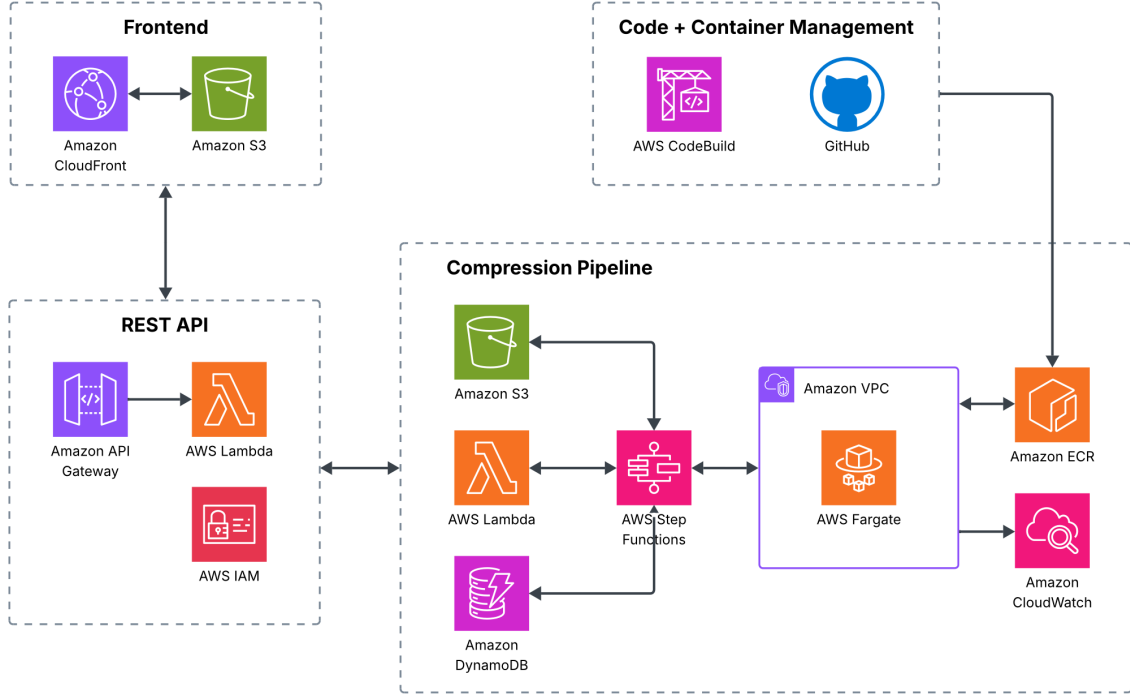 Frontend
Amazon
CloudFront
Amazon S3
Code + Container Management
AWS CodeBuild
GitHub
REST API
Amazon API
Gateway
AWS Lambda
AWS IAM
Compression Pipeline
Amazon S3
AWS Lambda
Amazon
DynamoDB
AWS Step
Functions
Amazon VPC
AWS Fargate
Amazon ECR
Amazon
CloudWatch